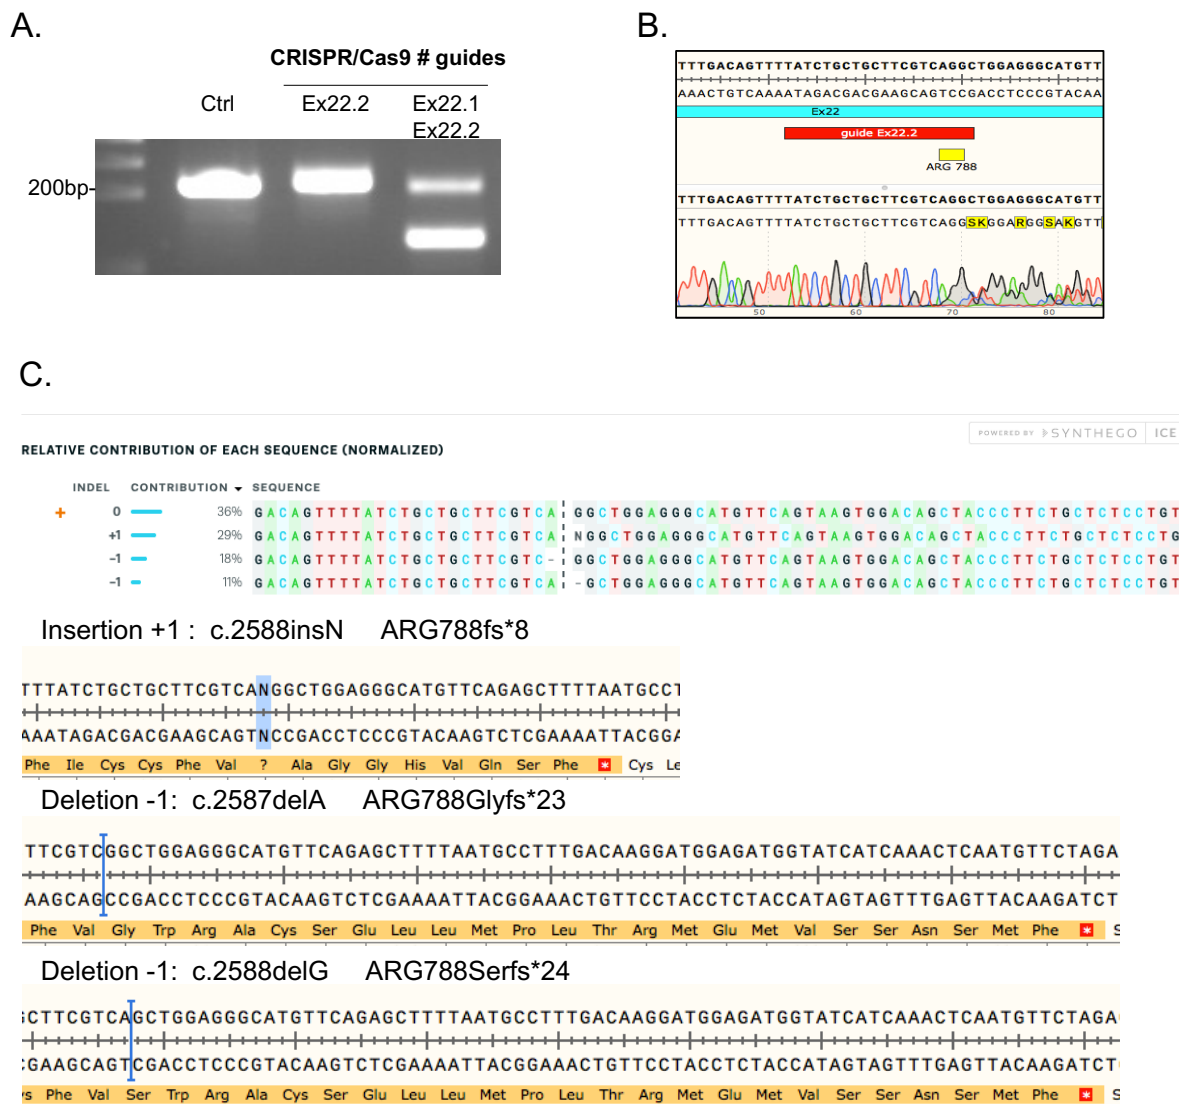 A.
CRISPR/Cas9 # guides
Ctrl Ex22.2 Ex22.1
Ex22.2
200bp-
B.
TTTGACAGTTTTATCTGCTGCTTCGTCAGGCTGGAGGGCATGTT
AAACTGTCAAAATAGACGACGAAGCAGTCCGACCTCCCGTACAA
Ex22
guide Ex22.2
ARG 788
TTTGACAGTTTTATCTGCTGCTTCGTCAGGCTGGAGGGCATGTT
TTTGACAGTTTTATCTGCTGCTTCGTCAGGSKGGARGGSAKGTT
50 60 70 80
C.
POWERED BY SYNTHEGO ICE
RELATIVE CONTRIBUTION OF EACH SEQUENCE (NORMALIZED)
INDEL CONTRIBUTION SEQUENCE
+ 0 36% GACAGTTTTATCTGCTGCTTCGTCA GGCTGGAGGGCATGTTCAGTAAGTGGACAGCTACCCTTCTGCTCTCCTGT
+1 29% GACAGTTTTATCTGCTGCTTCGTCA NGGCTGGAGGGCATGTTCAGTAAGTGGACAGCTACCCTTCTGCTCTCCTG
-1 18% GACAGTTTTATCTGCTGCTTCGTC- GGCTGGAGGGCATGTTCAGTAAGTGGACAGCTACCCTTCTGCTCTCCTGT
-1 11% GACAGTTTTATCTGCTGCTTCGTCA -GCTGGAGGGCATGTTCAGTAAGTGGACAGCTACCCTTCTGCTCTCCTGT
Insertion +1 : c.2588insN ARG788fs*8
TTTATCTGCTGCTTCGTCANGGCTGGAGGGCATGTTCAGAGCTTTTAATGCCT
AAATAGACGACGAAGCAGTNCCGACCTCCCGTACAAGTCTCGAAAATTACGGA
Phe Ile Cys Cys Phe Val ? Ala Gly Gly His Val Gln Ser Phe * Cys Le
Deletion -1: c.2587delA ARG788Glyfs*23
TTCGTCGGCTGGAGGGCATGTTCAGAGCTTTTAATGCCTTTGACAAGGATGGAGATGGTATCATCAAACTCAATGTTCTAGA
AAGCAGCCGACCTCCCGTACAAGTCTCGAAAATTACGGAAACTGTTCCTACCTCTACCATAGTAGTTTGAGTTACAAGATCT
Phe Val Gly Trp Arg Ala Cys Ser Glu Leu Leu Met Pro Leu Thr Arg Met Glu Met Val Ser Ser Asn Ser Met Phe * S
Deletion -1: c.2588delG ARG788Serfs*24
GCTTCGTCAGCTGGAGGGCATGTTCAGAGCTTTTAATGCCTTTGACAAGGATGGAGATGGTATCATCAAACTCAATGTTCTAGA
CGAAGCAGTCGACCTCCCGTACAAGTCTCGAAAATTACGGAAACTGTTCCTACCTCTACCATAGTAGTTTGAGTTACAAGATCT
s Phe Val Ser Trp Arg Ala Cys Ser Glu Leu Leu Met Pro Leu Thr Arg Met Glu Met Val Ser Ser Asn Ser Met Phe * S